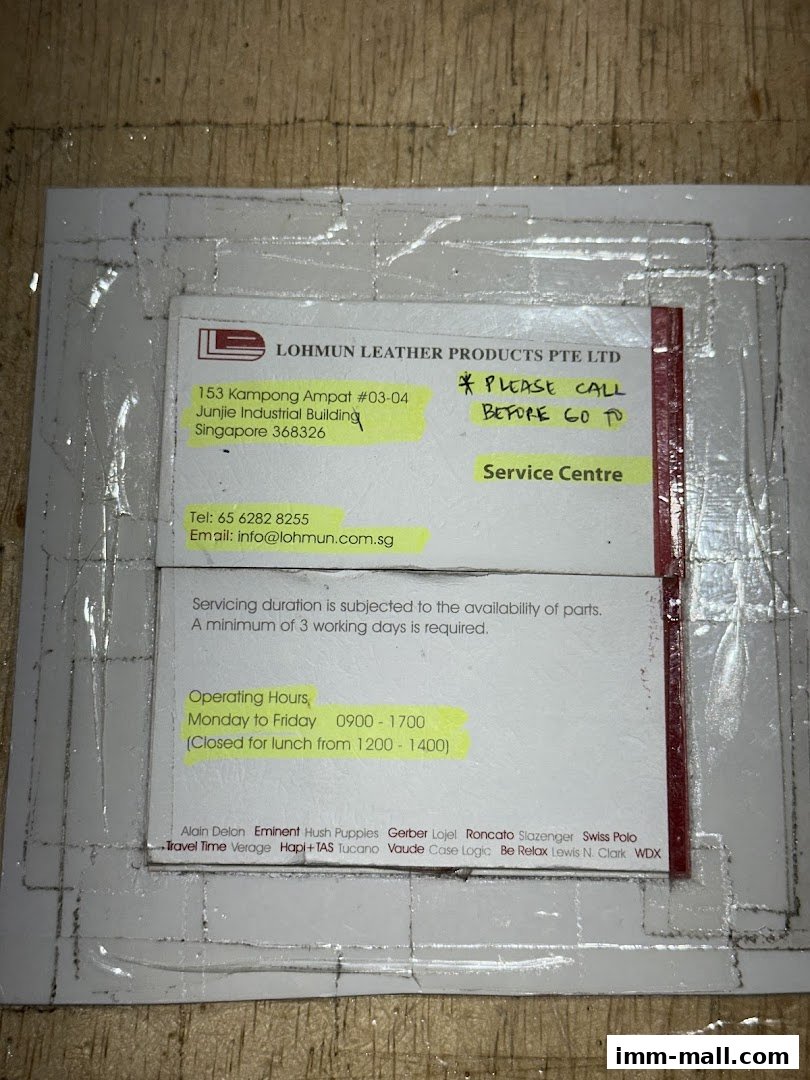 LOHMUN LEATHER PRODUCTS PTE LTD
153 Kampong Ampat #03-04
Junjie Industrial Building
Singapore 368326
* PLEASE CALL
BEFORE GO TO
Service Centre
Tel: 65 6282 8255
Email: info@lohmun.com.sg
Servicing duration is subjected to the availability of parts.
A minimum of 3 working days is required.
Operating Hours
Monday to Friday 0900 - 1700
(Closed for lunch from 1200 - 1400)
Alain Delon Eminent Hush Puppies Gerber Lojel Roncato Slazenger Swiss Polo
Travel Time Verage Hapi+TAS Tucano Vaude Case Logic Be Relax Lewis N. Clark WDX
imm-mall.com